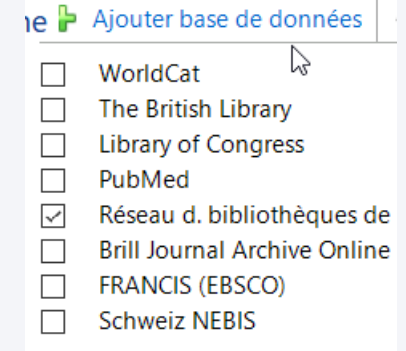 ne Ajouter base de données
WorldCat
The British Library
Library of Congress
PubMed
Réseau d. bibliothèques de
Brill Journal Archive Online
FRANCIS (EBSCO)
Schweiz NEBIS